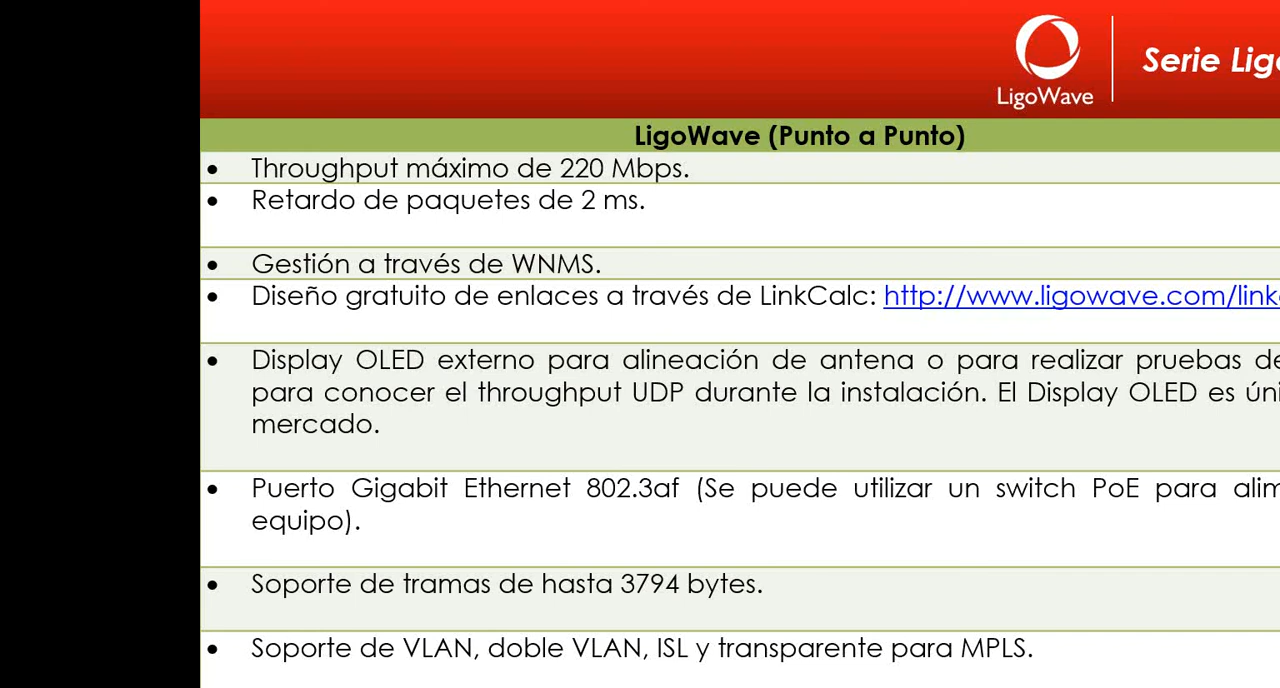 LigoWave
Serie
LigoWave (Punto a Punto)
• Throughput máximo de 220 Mbps.
• Retardo de paquetes de 2 ms.
• Gestión a través de WNMS.
• Diseño gratuito de enlaces a través de LinkCalc: http://www.ligowave.com/link
• Display OLED externo para alineación de antena o para realizar pruebas de
para conocer el throughput UDP durante la instalación. El Display OLED es
mercado.
• Puerto Gigabit Ethernet 802.3af (Se puede utilizar un switch PoE para
equipo).
• Soporte de tramas de hasta 3794 bytes.
• Soporte de VLAN, doble VLAN, ISL y transparente para MPLS.